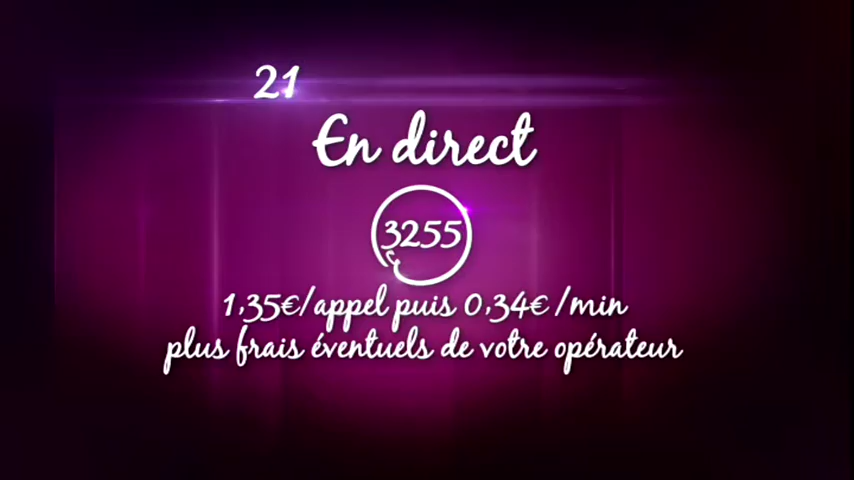 21
En direct
3255
1,35€/appel puis 0,34€/min
plus frais éventuels de votre opérateur